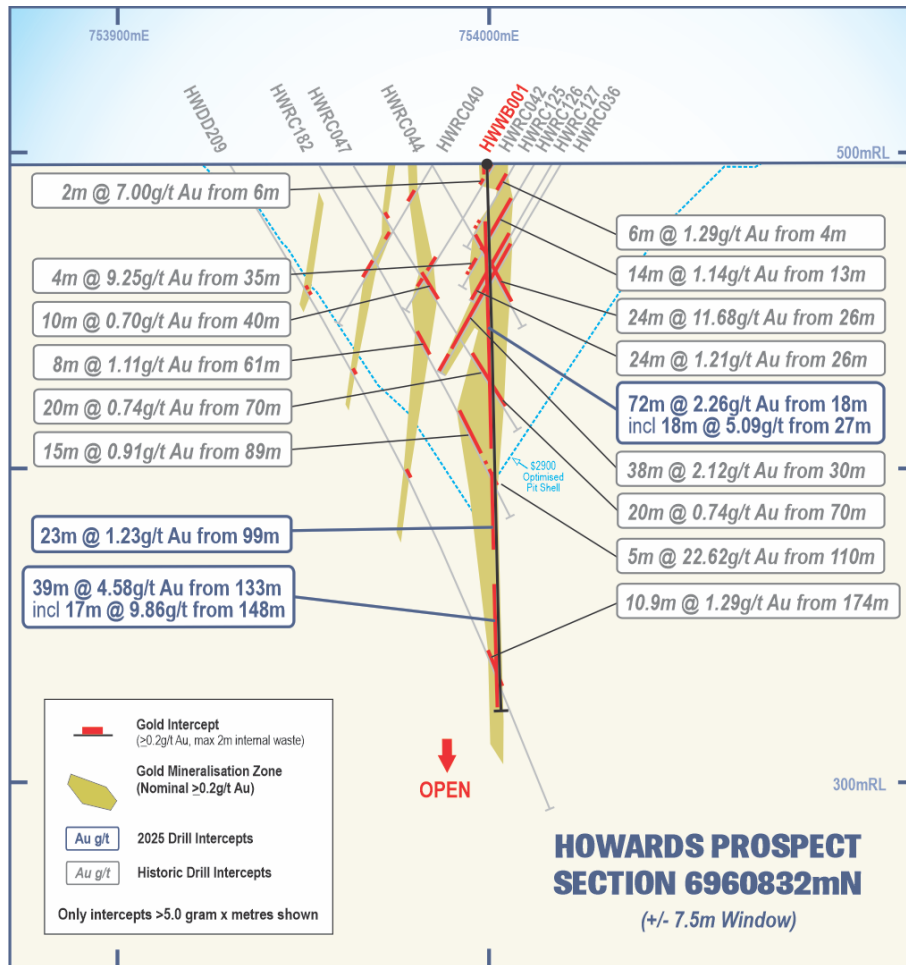 753900mE
754000mE
HWDD209
HWRC182
HWRC047
HWRC044
HWRC040
HWWB001
HWRC042
HWRC125
HWRC126
HWRC127
HWRC036
500mRL
2m @ 7.00g/t Au from 6m
4m @ 9.25g/t Au from 35m
10m @ 0.70g/t Au from 40m
8m @ 1.11g/t Au from 61m
20m @ 0.74g/t Au from 70m
15m @ 0.91g/t Au from 89m
23m @ 1.23g/t Au from 99m
39m @ 4.58g/t Au from 133m
incl 17m @ 9.86g/t from 148m
6m @ 1.29g/t Au from 4m
14m @ 1.14g/t Au from 13m
24m @ 11.68g/t Au from 26m
24m @ 1.21g/t Au from 26m
72m @ 2.26g/t Au from 18m
incl 18m @ 5.09g/t from 27m
38m @ 2.12g/t Au from 30m
20m @ 0.74g/t Au from 70m
5m @ 22.62g/t Au from 110m
10.9m @ 1.29g/t Au from 174m
$2900
Optimised
Pit Shell
OPEN
300mRL
Gold Intercept
(≥0.2g/t Au, max 2m internal waste)
Gold Mineralisation Zone
(Nominal ≥0.2g/t Au)
Au g/t
2025 Drill Intercepts
Au g/t
Historic Drill Intercepts
Only intercepts >5.0 gram x metres shown
HOWARDS PROSPECT
SECTION 6960832mN
(+/- 7.5m Window)